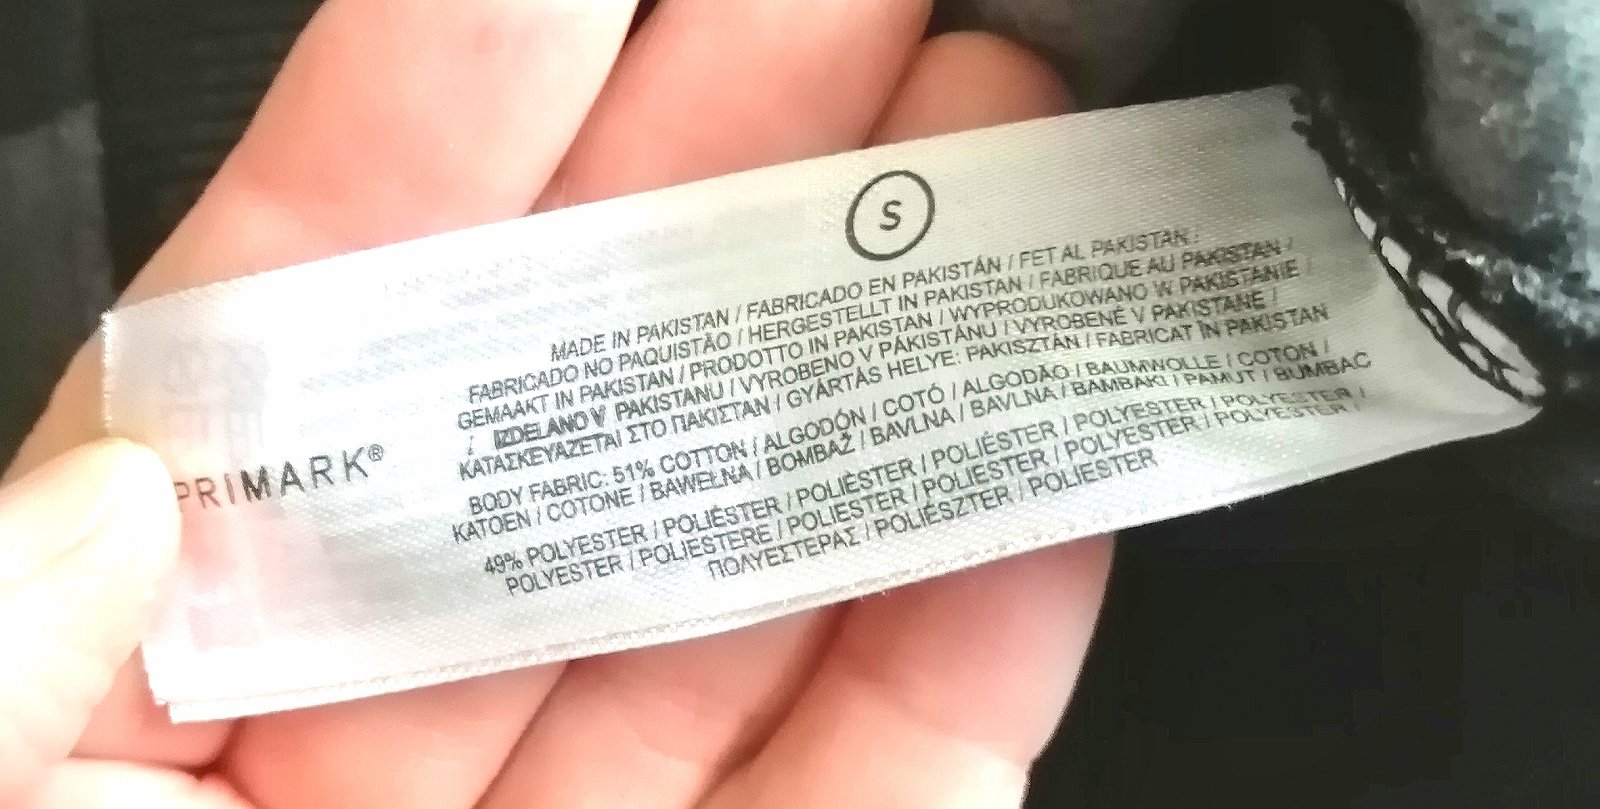 S
MADE IN PAKISTAN / FABRICADO EN PAKISTÁN / FET AL PAKISTAN /
FABRICADO NO PAQUISTÃO / HERGESTELLT IN PAKISTAN / FABRIQUE AU PAKISTAN /
GEMAAKT IN PAKISTAN / PRODOTTO IN PAKISTAN / WYPRODUKOWANO W PAKISTANIE /
/ IZDELANO V PAKISTANU / VYROBENO V PÁKISTÁNU / VYROBENÉ V PAKISTANE /
ΚΑΤΑΣΚΕΥΑΖΕΤΑΙ ΣΤΟ ΠΑΚΙΣΤΑΝ / GYÁRTÁS HELYE: PAKISZTÁN / FABRICAT ÎN PAKISTAN
BODY FABRIC: 51% COTTON / ALGODÓN / COTÓ / ALGODÃO / BAUMWOLLE / COTON /
KATOEN / COTONE / BAWEŁNA / BOMBAŽ / BAVLNA / BAVLNA / ΒΑΜΒΑΚΙ / PAMUT / BUMBAC
49% POLYESTER / POLIÉSTER / POLIÈSTER / POLIÉSTER / POLYESTER / POLYESTER /
POLYESTER / POLIESTERE / POLIESTER / POLIESTER / POLYESTER / POLYESTER /
ΠΟΛΥΕΣΤΕΡΑΣ / POLIÉSZTER / POLIESTER
PRIMARK®